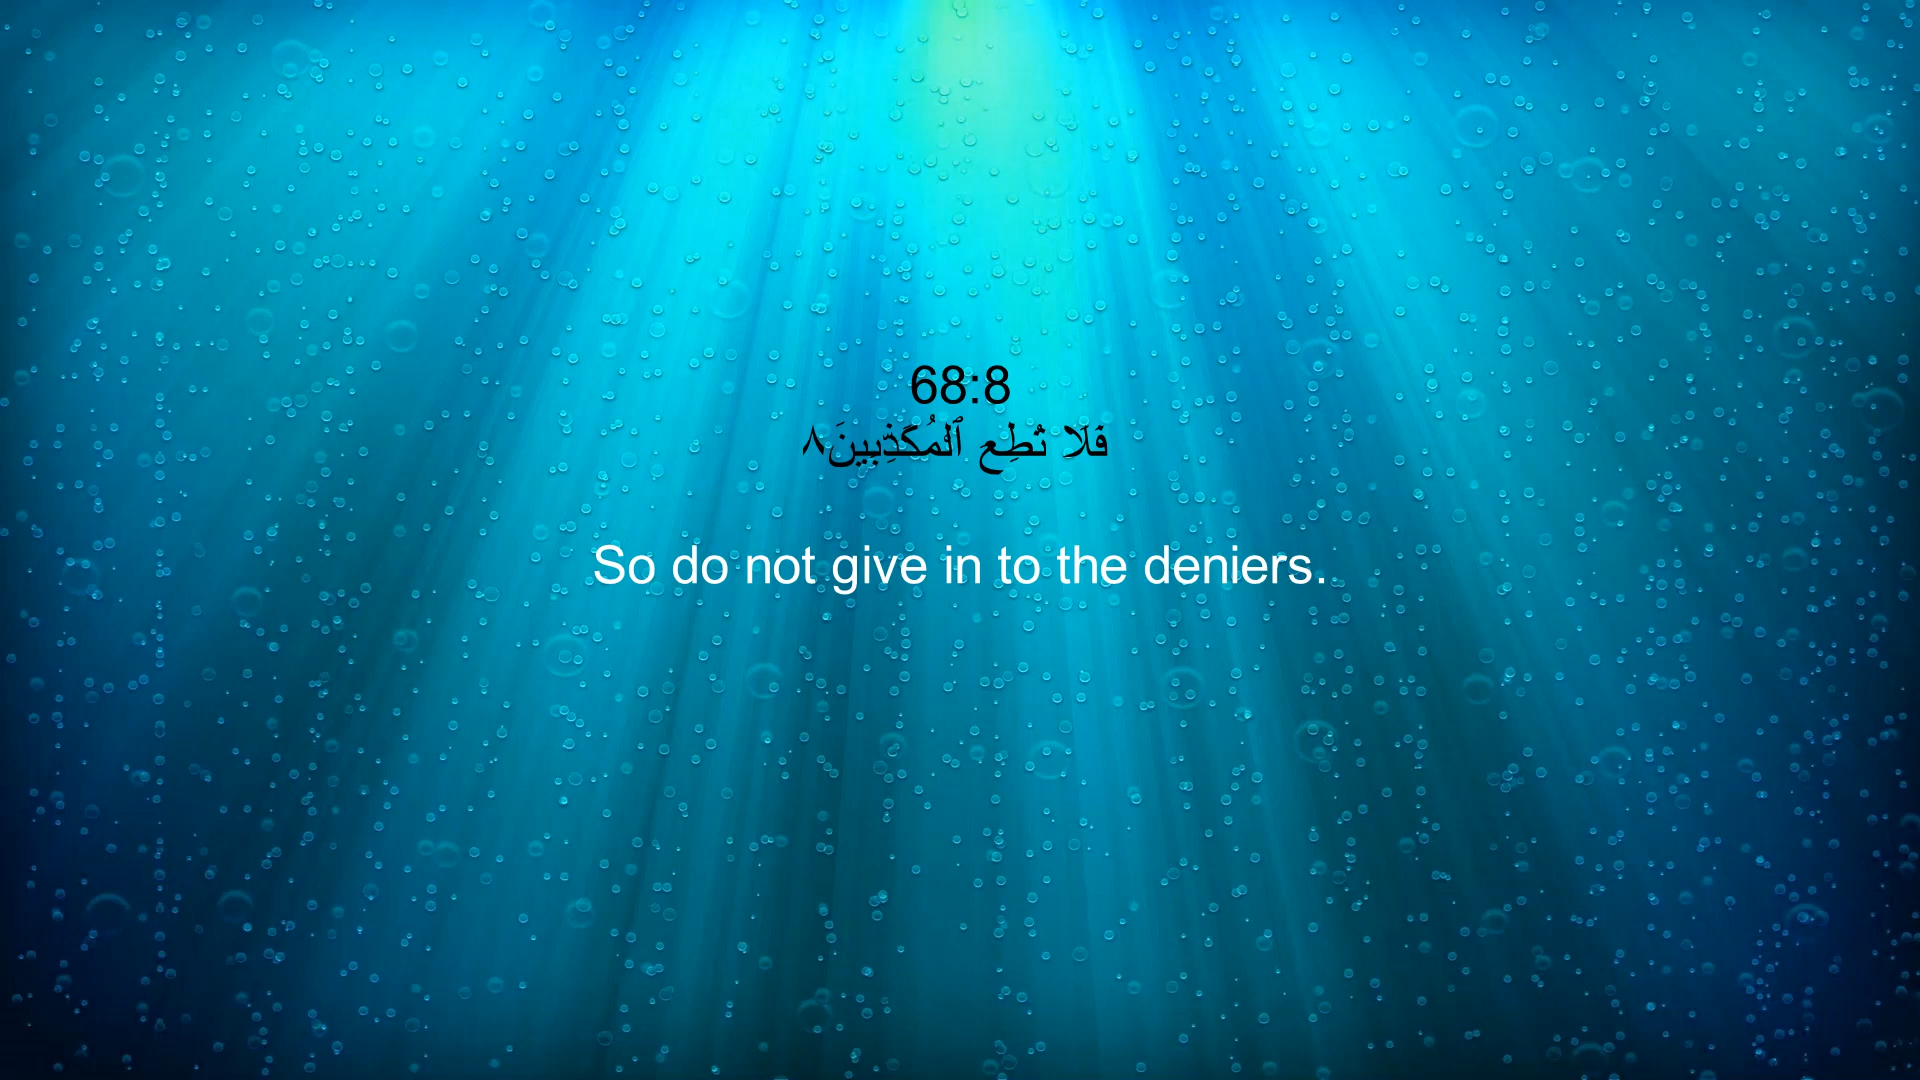 68:8
فَلَا تُطِعِ ٱلْمُكَذِّبِينَ٨
So do not give in to the deniers.